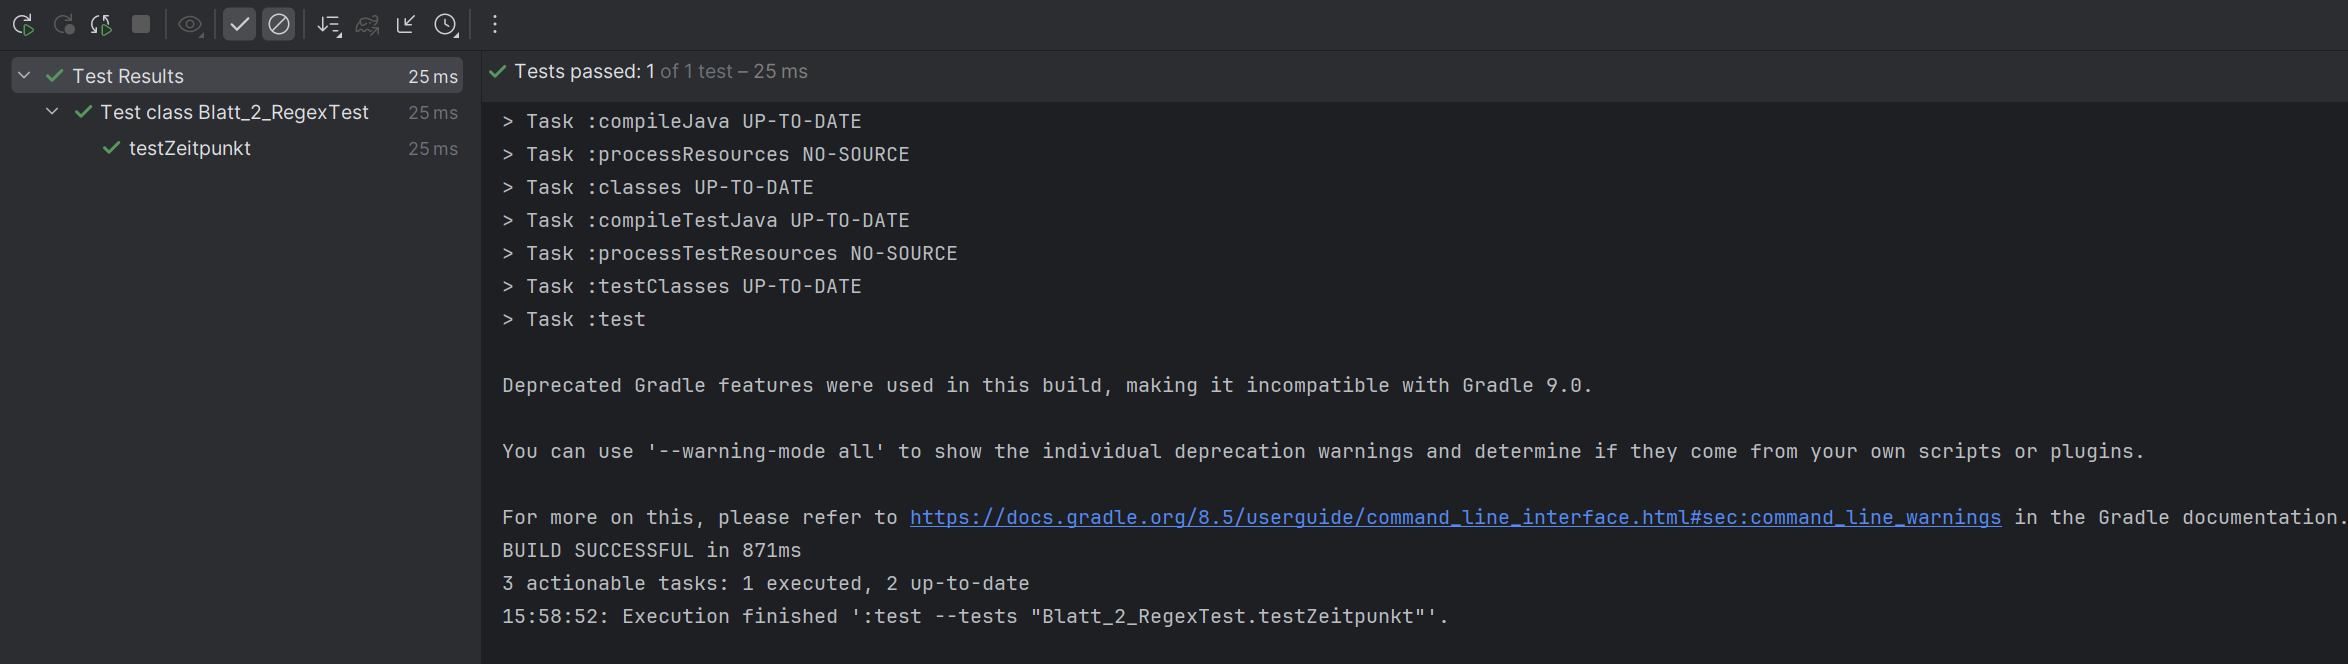 Test Results 25 ms
Test class Blatt_2_RegexTest 25 ms
testZeitpunkt 25 ms
Tests passed: 1 of 1 test – 25 ms
> Task :compileJava UP-TO-DATE
> Task :processResources NO-SOURCE
> Task :classes UP-TO-DATE
> Task :compileTestJava UP-TO-DATE
> Task :processTestResources NO-SOURCE
> Task :testClasses UP-TO-DATE
> Task :test
Deprecated Gradle features were used in this build, making it incompatible with Gradle 9.0.
You can use '--warning-mode all' to show the individual deprecation warnings and determine if they come from your own scripts or plugins.
For more on this, please refer to https://docs.gradle.org/8.5/userguide/command_line_interface.html#sec:command_line_warnings in the Gradle documentation.
BUILD SUCCESSFUL in 871ms
3 actionable tasks: 1 executed, 2 up-to-date
15:58:52: Execution finished ':test --tests "Blatt_2_RegexTest.testZeitpunkt"'.